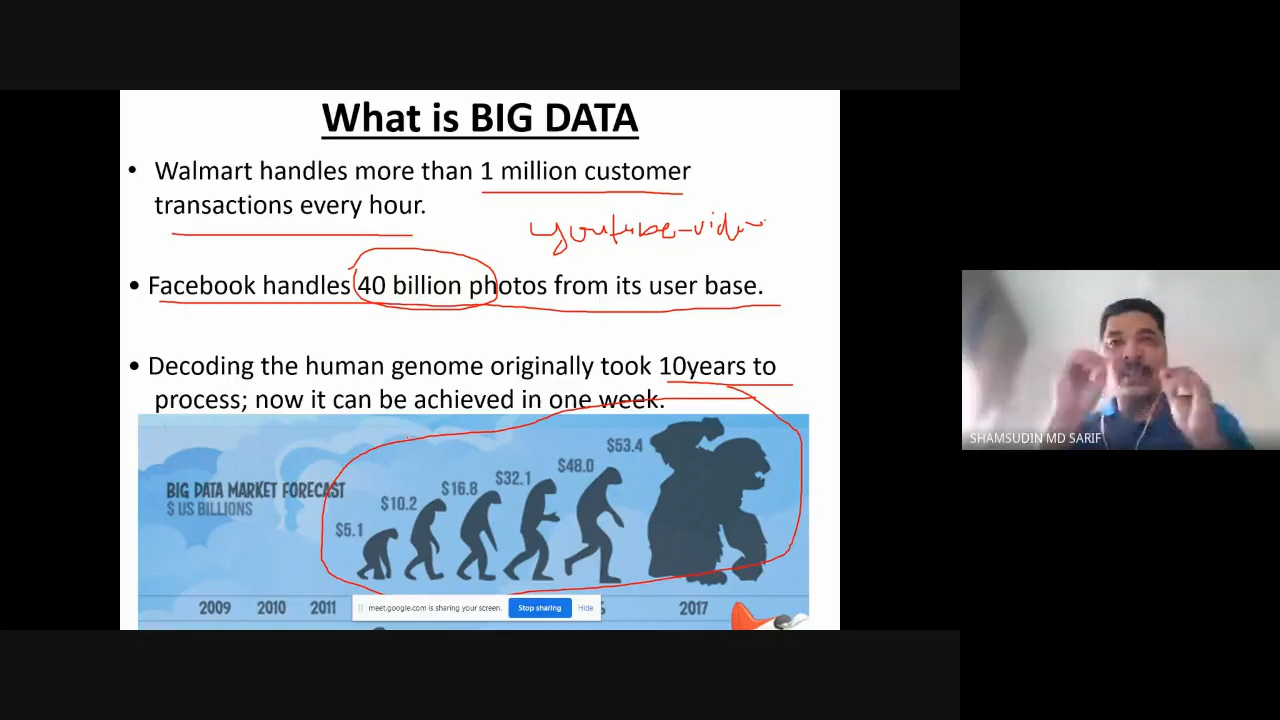 What is BIG DATA
• Walmart handles more than 1 million customer
transactions every hour.
youtube-video
• Facebook handles 40 billion photos from its user base.
• Decoding the human genome originally took 10years to
process; now it can be achieved in one week.
BIG DATA MARKET FORECAST
$ US BILLIONS
$5.1
$10.2
$16.8
$32.1
$48.0
$53.4
2009 2010 2011 2017
meet.google.com is sharing your screen. Stop sharing Hide
SHAMSUDIN MD SARIF